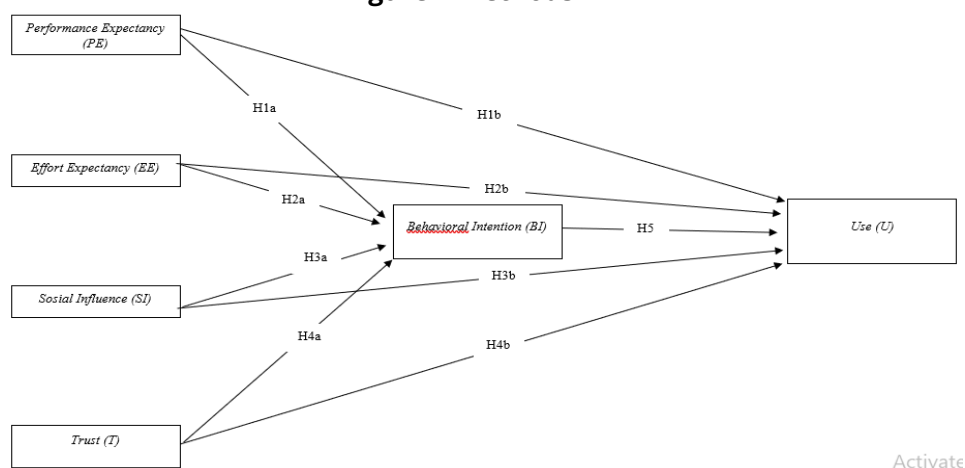 Performance Expectancy
(PE)
H1a
H1b
Effort Expectancy (EE)
H2a
H2b
Behavioral Intention (BI)
H5
Use (U)
H3a
H3b
Sosial Influence (SI)
H4a
H4b
Trust (T)
Activate